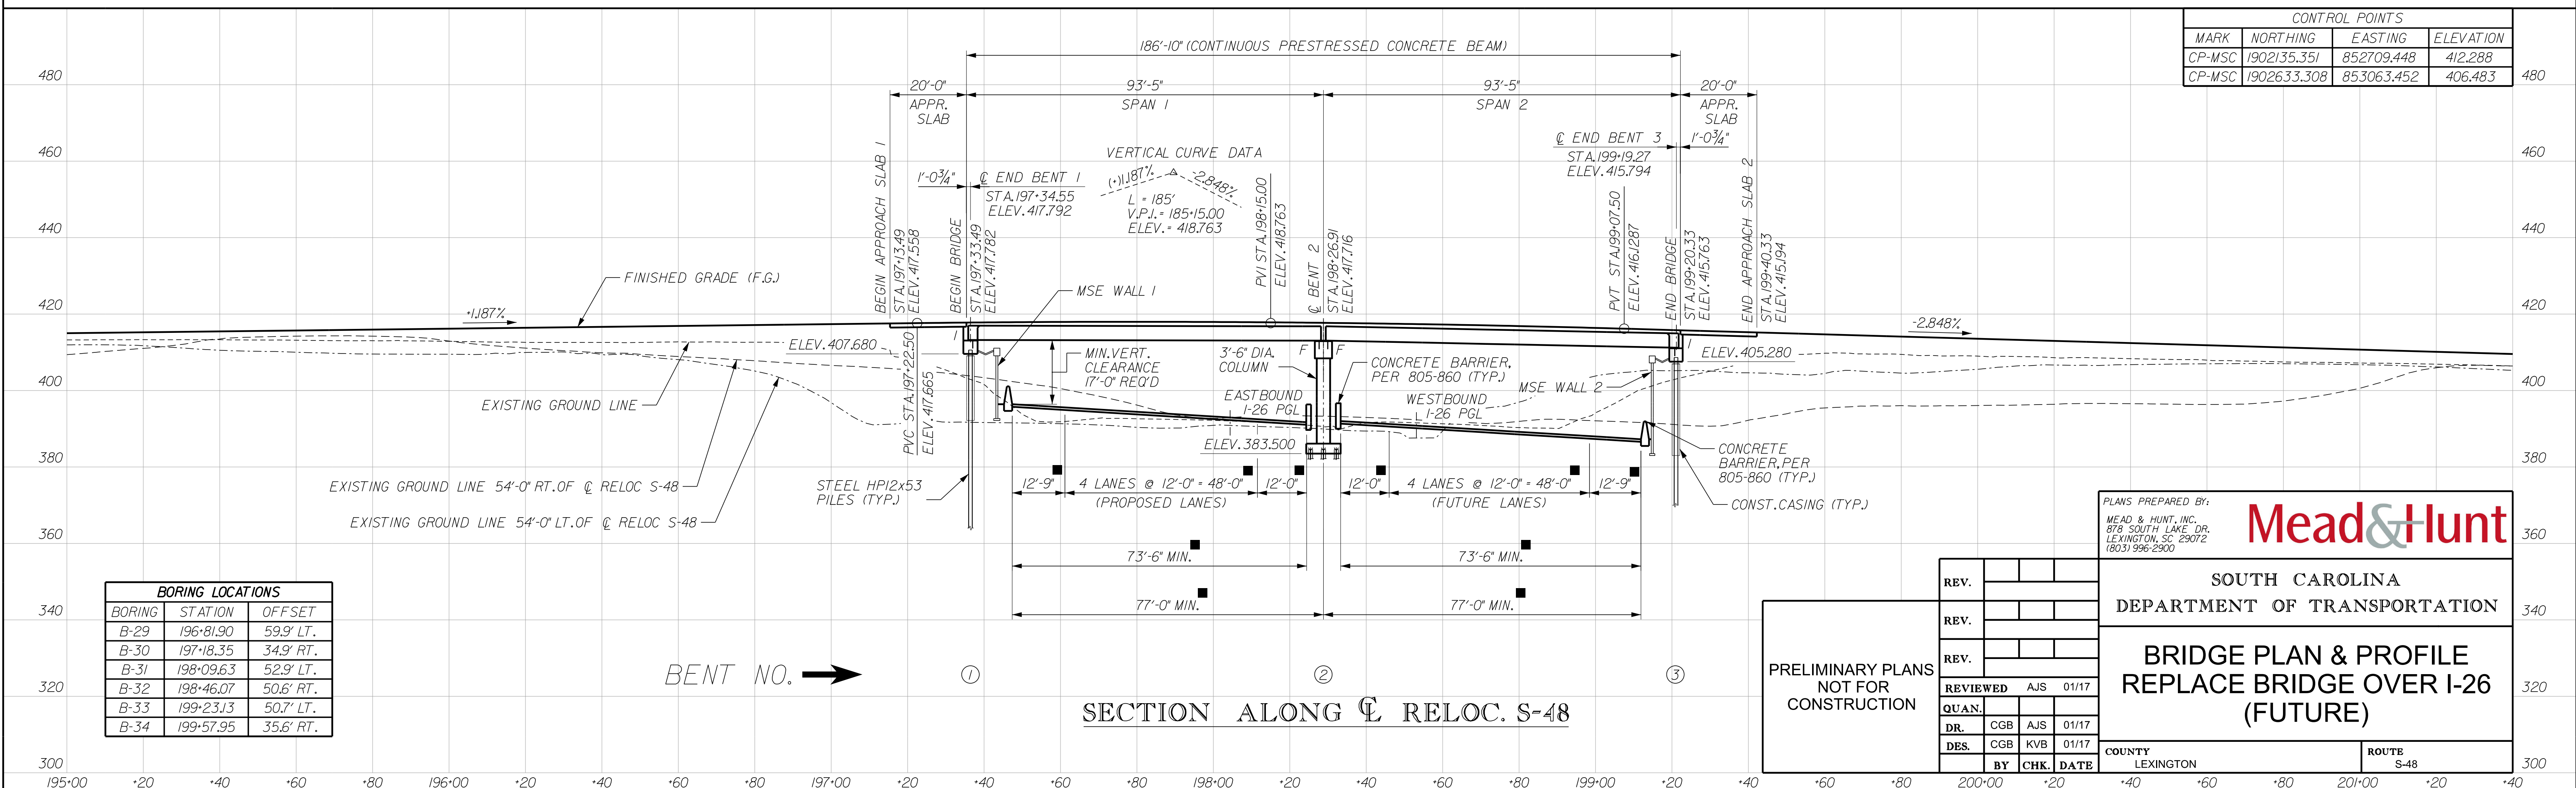 CONTROL POINTS
MARK NORTHING EASTING ELEVATION
CP-MSC 1902135.351 852709.448 412.288
CP-MSC 1902633.308 853063.452 406.483
186'-10" (CONTINUOUS PRESTRESSED CONCRETE BEAM)
20'-0" 93'-5" 93'-5" 20'-0"
APPR. SLAB
SPAN 1
SPAN 2
APPR. SLAB
480 480
460 460
440 440
420 420
400 400
380 380
360 360
340 340
320 320
300 300
BEGIN APPROACH SLAB 1
STA.197+13.49
ELEV.417.558
BEGIN BRIDGE
STA.197+33.49
ELEV.417.782
1'-0¾"
℄ END BENT 1
STA.197+34.55
ELEV.417.792
VERTICAL CURVE DATA
(+)1.187% -2.848%
L = 185'
V.P.I. = 185+15.00
ELEV. = 418.763
PVI STA.198+15.00
ELEV.418.763
℄ BENT 2
STA.198+26.91
ELEV.417.716
℄ END BENT 3
1'-0¾"
STA.199+19.27
ELEV.415.794
PVT STA.199+07.50
ELEV.416.1287
END BRIDGE
STA.199+20.33
ELEV.415.763
END APPROACH SLAB 2
STA.199+40.33
ELEV.415.194
FINISHED GRADE (F.G.)
+1.187%
-2.848%
MSE WALL 1
ELEV.407.680
PVC STA.197+22.50
ELEV.417.665
1
MIN.VERT.
CLEARANCE
17'-0" REQ'D
3'-6" DIA.
COLUMN
F F
CONCRETE BARRIER,
PER 805-860 (TYP.)
1
ELEV.405.280
MSE WALL 2
EASTBOUND
I-26 PGL
WESTBOUND
I-26 PGL
ELEV.383.500
EXISTING GROUND LINE
EXISTING GROUND LINE 54'-0" RT.OF ℄ RELOC S-48
EXISTING GROUND LINE 54'-0" LT.OF ℄ RELOC S-48
STEEL HP12x53
PILES (TYP.)
CONCRETE
BARRIER,PER
805-860 (TYP.)
CONST.CASING (TYP.)
12'-9" 4 LANES @ 12'-0" = 48'-0" 12'-0" 12'-0" 4 LANES @ 12'-0" = 48'-0" 12'-9"
(PROPOSED LANES) (FUTURE LANES)
73'-6" MIN. 73'-6" MIN.
77'-0" MIN. 77'-0" MIN.
BORING LOCATIONS
BORING STATION OFFSET
B-29 196+81.90 59.9' LT.
B-30 197+18.35 34.9' RT.
B-31 198+09.63 52.9' LT.
B-32 198+46.07 50.6' RT.
B-33 199+23.13 50.7' LT.
B-34 199+57.95 35.6' RT.
BENT NO. 1 2 3
SECTION ALONG ℄ RELOC. S-48
PRELIMINARY PLANS
NOT FOR
CONSTRUCTION
REV.
REV.
REV.
REVIEWED AJS 01/17
QUAN.
DR. CGB AJS 01/17
DES. CGB KVB 01/17
BY CHK. DATE
PLANS PREPARED BY:
MEAD & HUNT, INC.
878 SOUTH LAKE DR.
LEXINGTON, SC 29072
(803) 996-2900
Mead&Hunt
SOUTH CAROLINA
DEPARTMENT OF TRANSPORTATION
BRIDGE PLAN & PROFILE
REPLACE BRIDGE OVER I-26
(FUTURE)
COUNTY
LEXINGTON
ROUTE
S-48
195+00 +20 +40 +60 +80 196+00 +20 +40 +60 +80 197+00 +20 +40 +60 +80 198+00 +20 +40 +60 +80 199+00 +20 +40 +60 +80 200+00 +20 +40 +60 +80 201+00 +20 +40